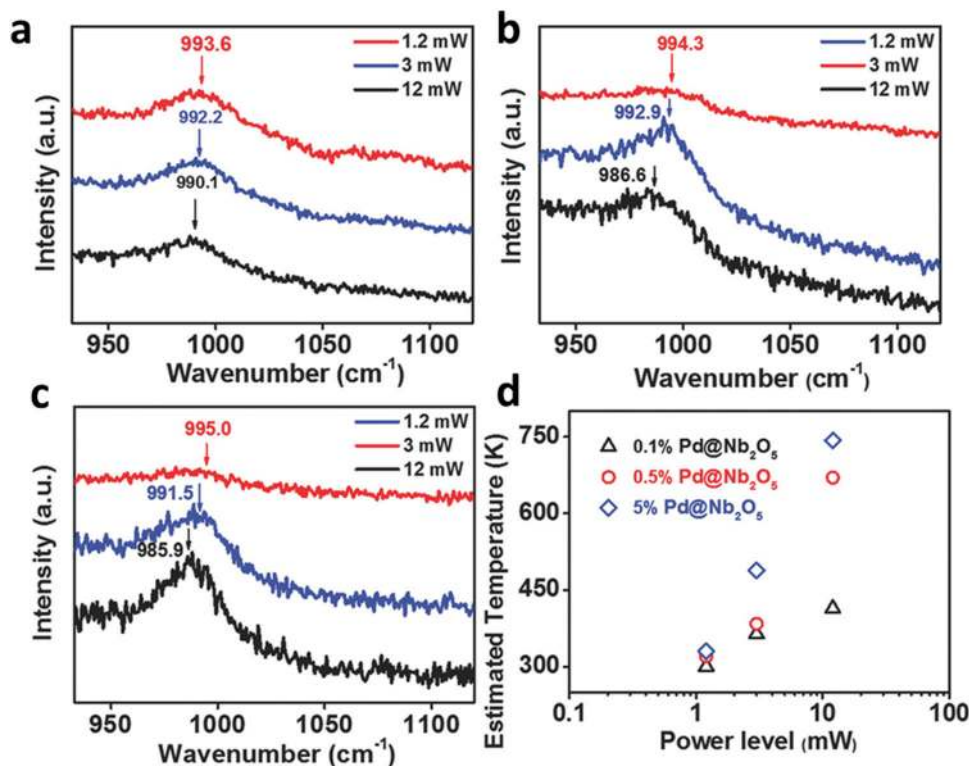 a
993.6
992.2
990.1
1.2 mW
3 mW
12 mW
Intensity (a.u.)
950 1000 1050 1100
Wavenumber (cm⁻¹)
b
994.3
992.9
986.6
1.2 mW
3 mW
12 mW
Intensity (a.u.)
950 1000 1050 1100
Wavenumber (cm⁻¹)
c
995.0
991.5
985.9
1.2 mW
3 mW
12 mW
Intensity (a.u.)
950 1000 1050 1100
Wavenumber (cm⁻¹)
d
0.1% Pd@Nb₂O₅
0.5% Pd@Nb₂O₅
5% Pd@Nb₂O₅
Estimated Temperature (K)
750
600
450
300
0.1 1 10 100
Power level (mW)